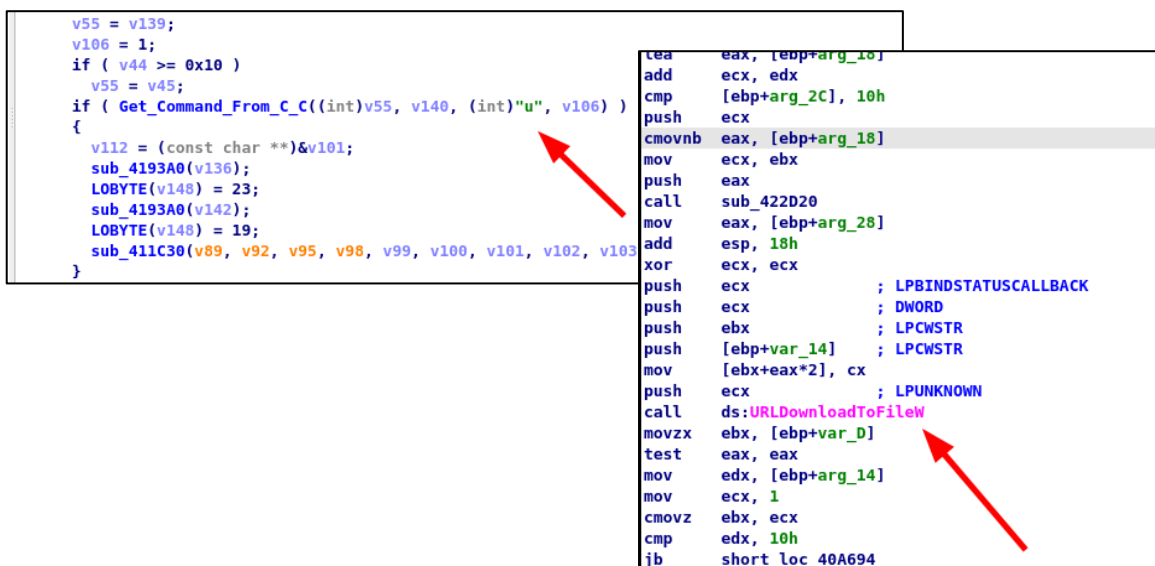 v55 = v139;
v106 = 1;
if ( v44 >= 0x10 )
v55 = v45;
if ( Get_Command_From_C_C((int)v55, v140, (int)"u", v106) )
{
v112 = (const char **)&v101;
sub_4193A0(v136);
LOBYTE(v148) = 23;
sub_4193A0(v142);
LOBYTE(v148) = 19;
sub_411C30(v89, v92, v95, v98, v99, v100, v101, v102, v103
}
lea eax, [ebp+arg_18]
add ecx, edx
cmp [ebp+arg_2C], 10h
push ecx
cmovnb eax, [ebp+arg_18]
mov ecx, ebx
push eax
call sub_422D20
mov eax, [ebp+arg_28]
add esp, 18h
xor ecx, ecx
push ecx ; LPBINDSTATUSCALLBACK
push ecx ; DWORD
push ebx ; LPCWSTR
push [ebp+var_14] ; LPCWSTR
mov [ebx+eax*2], cx
push ecx ; LPUNKNOWN
call ds:URLDownloadToFileW
movzx ebx, [ebp+var_D]
test eax, eax
mov edx, [ebp+arg_14]
mov ecx, 1
cmovz ebx, ecx
cmp edx, 10h
jb short loc_40A694